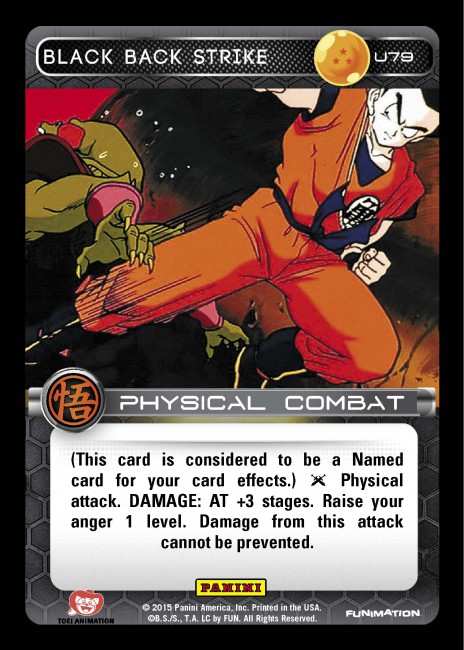 BLACK BACK STRIKE U79
悟 PHYSICAL COMBAT
(This card is considered to be a Named
card for your card effects.) Physical
attack. DAMAGE: AT +3 stages. Raise your
anger 1 level. Damage from this attack
cannot be prevented.
PANINI
TOEI ANIMATION
© 2015 Panini America, Inc. Printed in the USA.
©B.S./S., T.A. LC by FUN. All Rights Reserved.
FUNIMATION